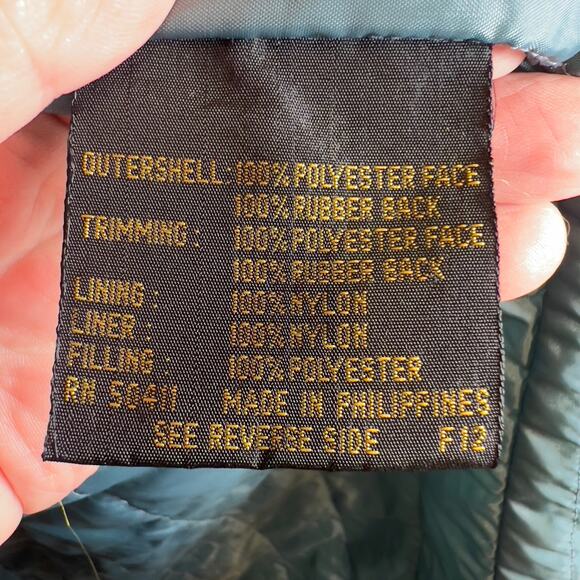 OUTERSHELL: 100% POLYESTER FACE
100% RUBBER BACK
TRIMMING : 100% POLYESTER FACE
100% RUBBER BACK
LINING : 100% NYLON
LINER : 100% NYLON
FILLING : 100% POLYESTER
RN 50411 MADE IN PHILIPPINES
SEE REVERSE SIDE F12